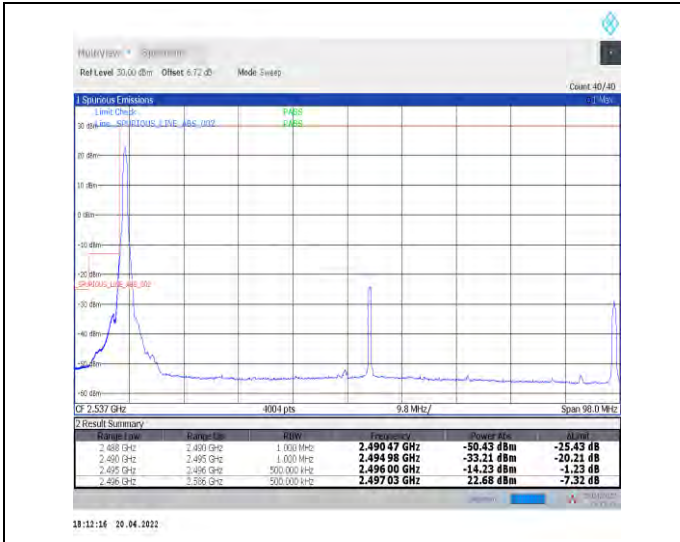 MultiView Spectrum
Ref Level 30.00 dBm Offset 6.72 dB Mode Sweep
Count 40/40
1 Spurious Emissions
Limit Check PASS
30 dBm Line _SPURIOUS_LINE_ABS_002 PASS
20 dBm
10 dBm
0 dBm
-10 dBm
-20 dBm
_SPURIOUS_LINE_ABS_002
-30 dBm
-40 dBm
-50 dBm
-60 dBm
CF 2.537 GHz 4004 pts 9.8 MHz/ Span 98.0 MHz
2 Result Summary
Range Low Range Up RBW Frequency Power Abs ΔLimit
2.488 GHz 2.490 GHz 1.000 MHz 2.490 47 GHz -50.43 dBm -25.43 dB
2.490 GHz 2.495 GHz 1.000 MHz 2.494 98 GHz -33.21 dBm -20.21 dB
2.495 GHz 2.496 GHz 500.000 kHz 2.496 00 GHz -14.23 dBm -1.23 dB
2.496 GHz 2.586 GHz 500.000 kHz 2.497 03 GHz 22.68 dBm -7.32 dB
18:12:16 20.04.2022